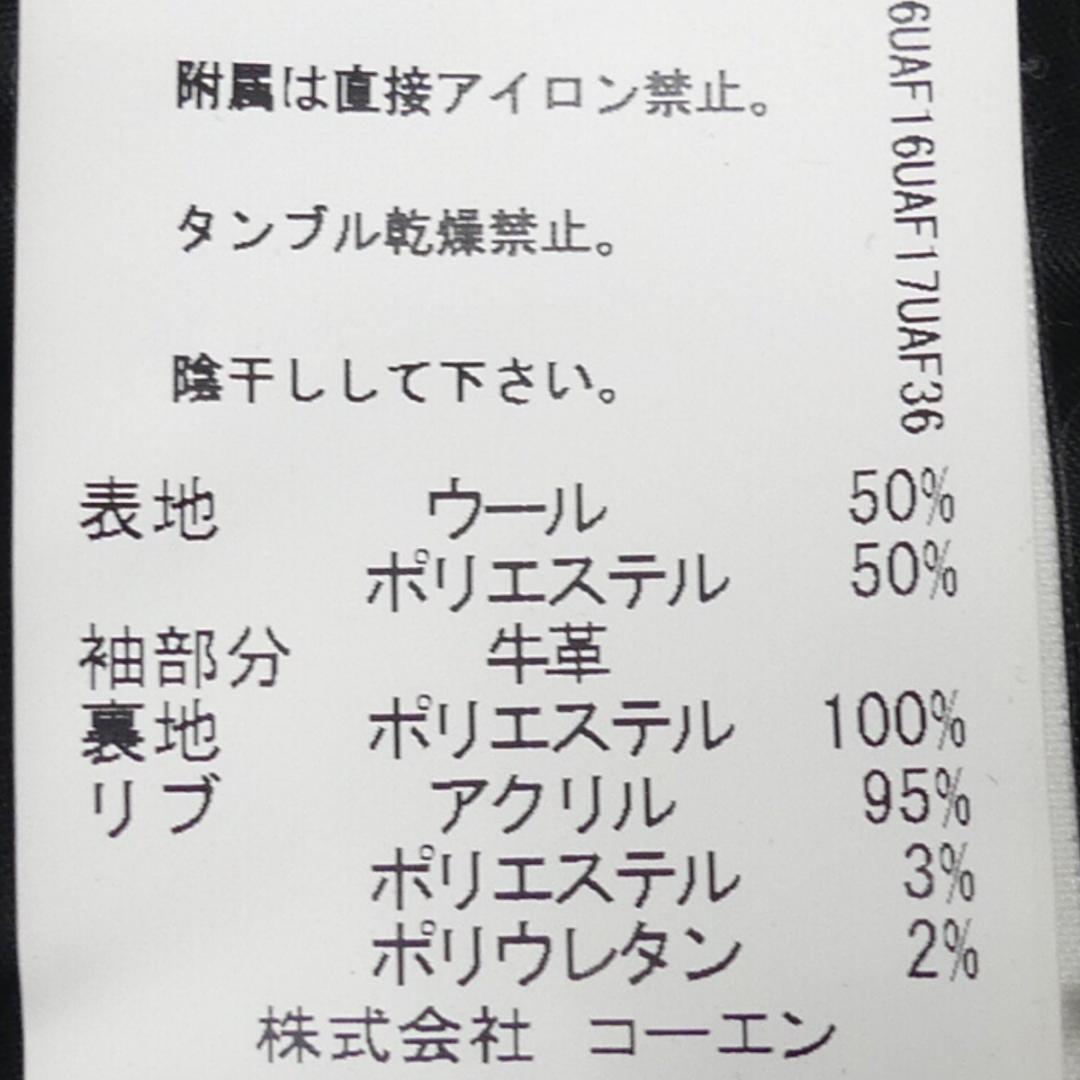 附属は直接アイロン禁止。
タンブル乾燥禁止。
陰干ししして下さい。
6UAF16UAF17UAF36
表地 ウール 50%
ポリエステル 50%
袖部分 牛革
裏地 ポリエステル 100%
リブ アクリル 95%
ポリエステル 3%
ポリウレタン 2%
株式会社 コーエン